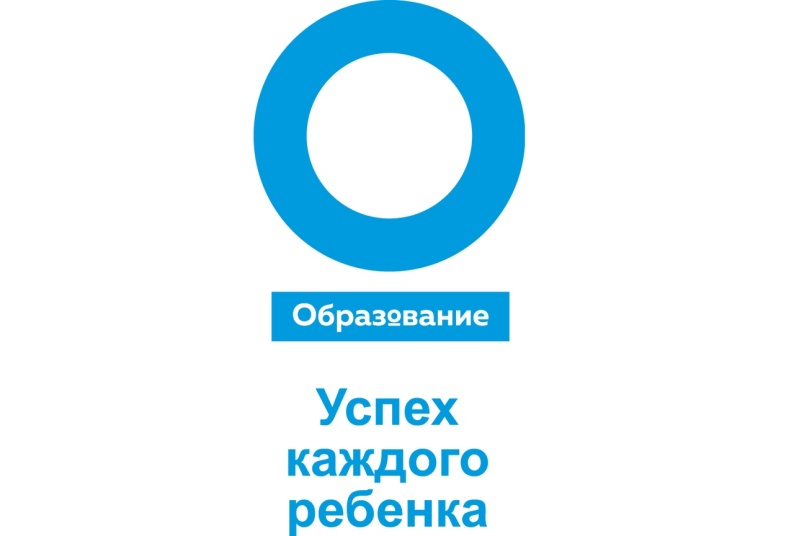 Образование
Успех
каждого
ребенка